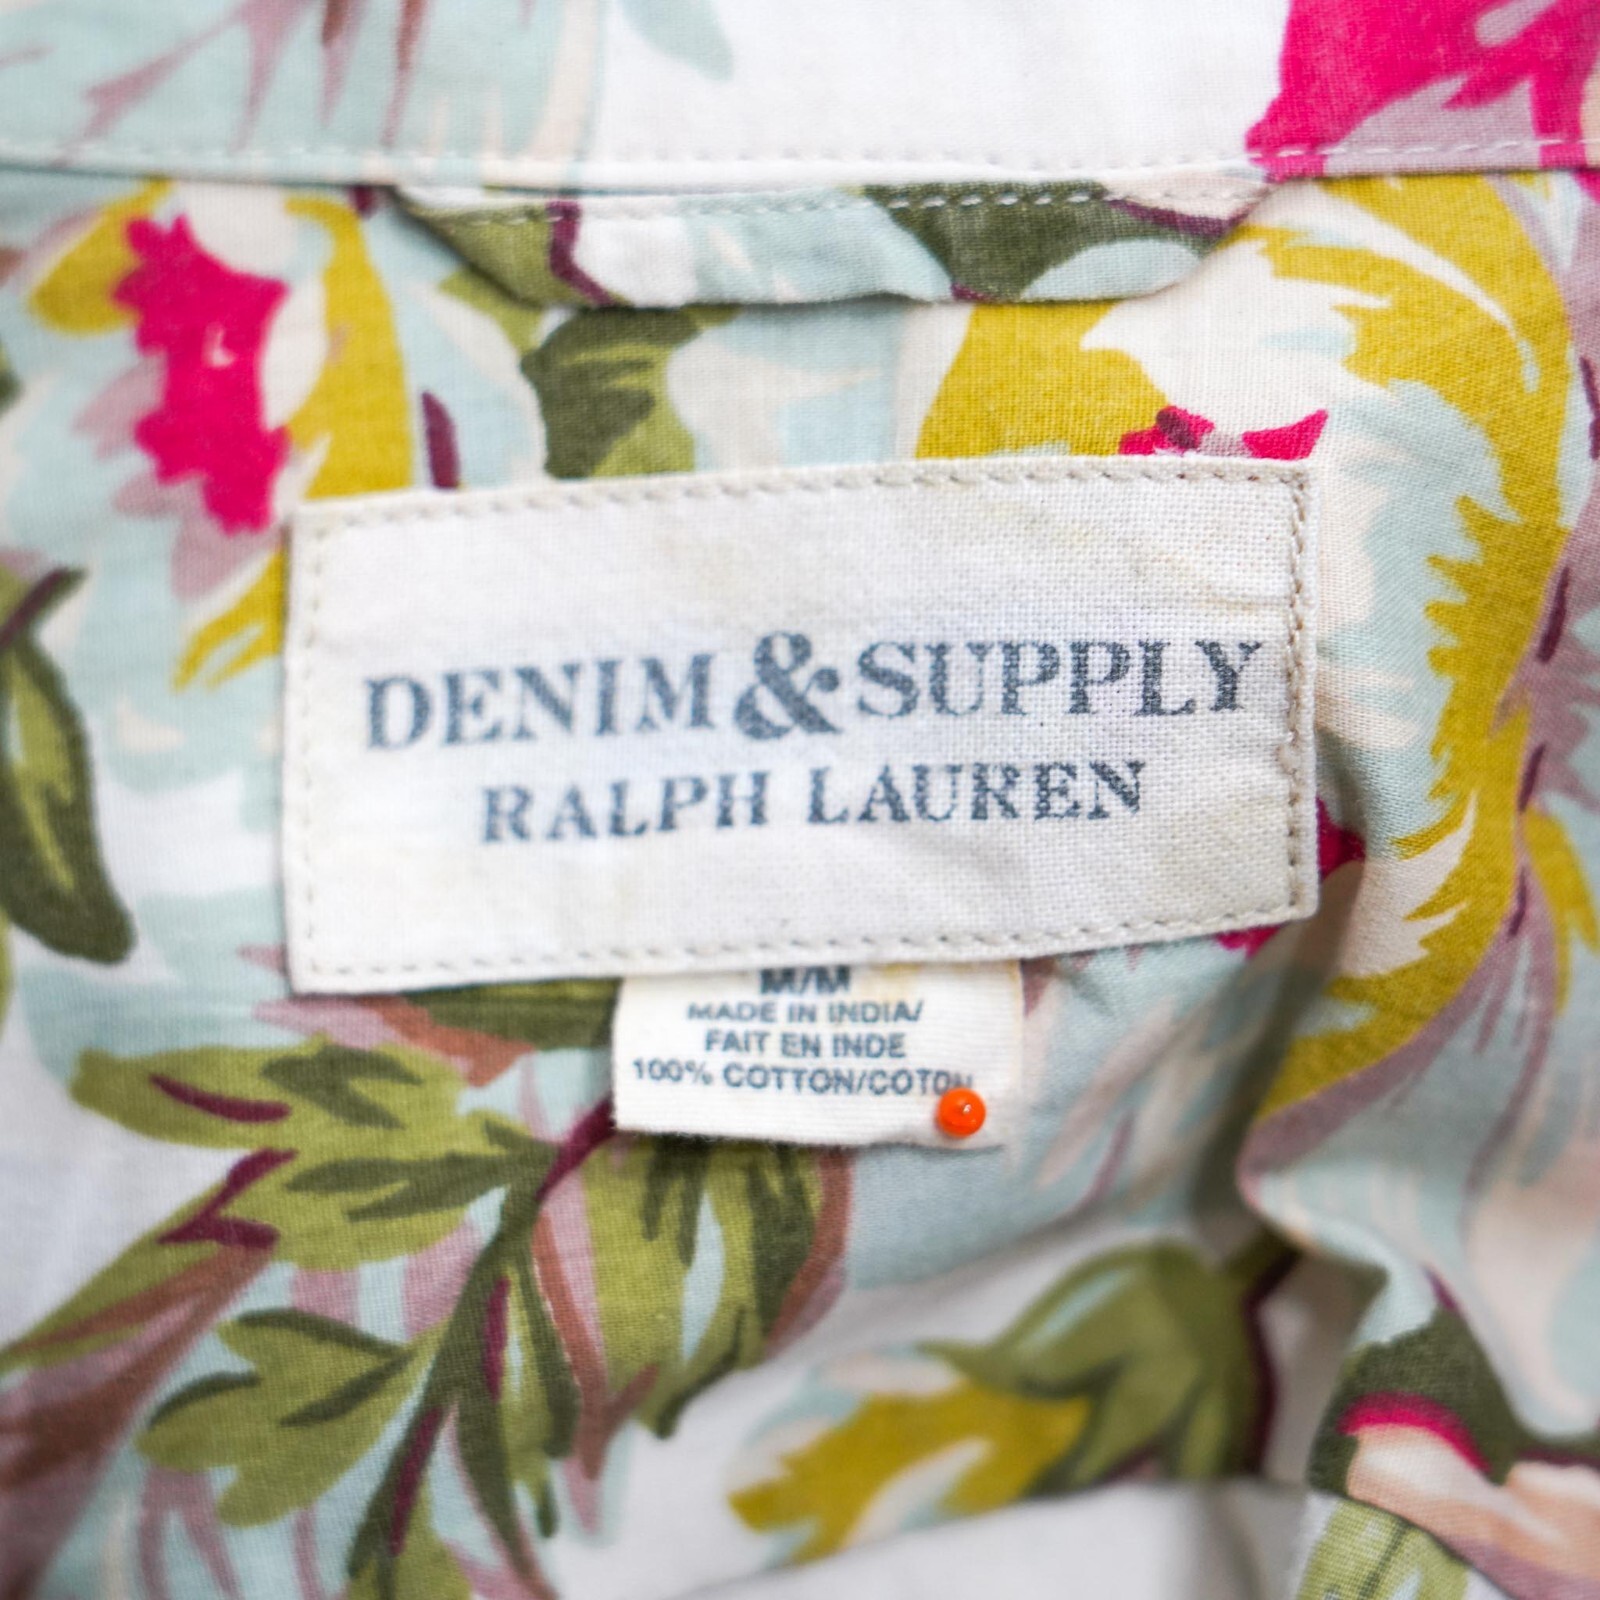 DENIM & SUPPLY
RALPH LAUREN
M/M
MADE IN INDIA/
FAIT EN INDE
100% COTTON/COTON